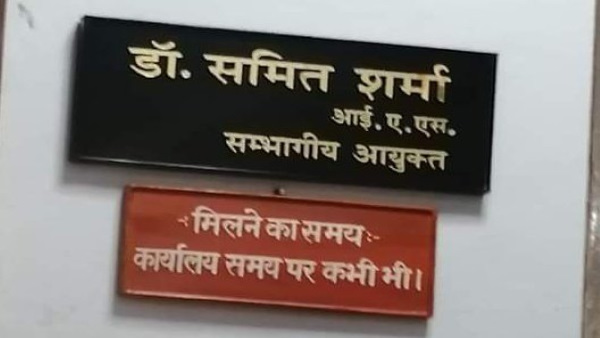 डॉ. समित शर्मा
आई. ए. एस.
सम्भागीय आयुक्त
-:मिलने का समय:-
कार्यालय समय पर कभी भी।